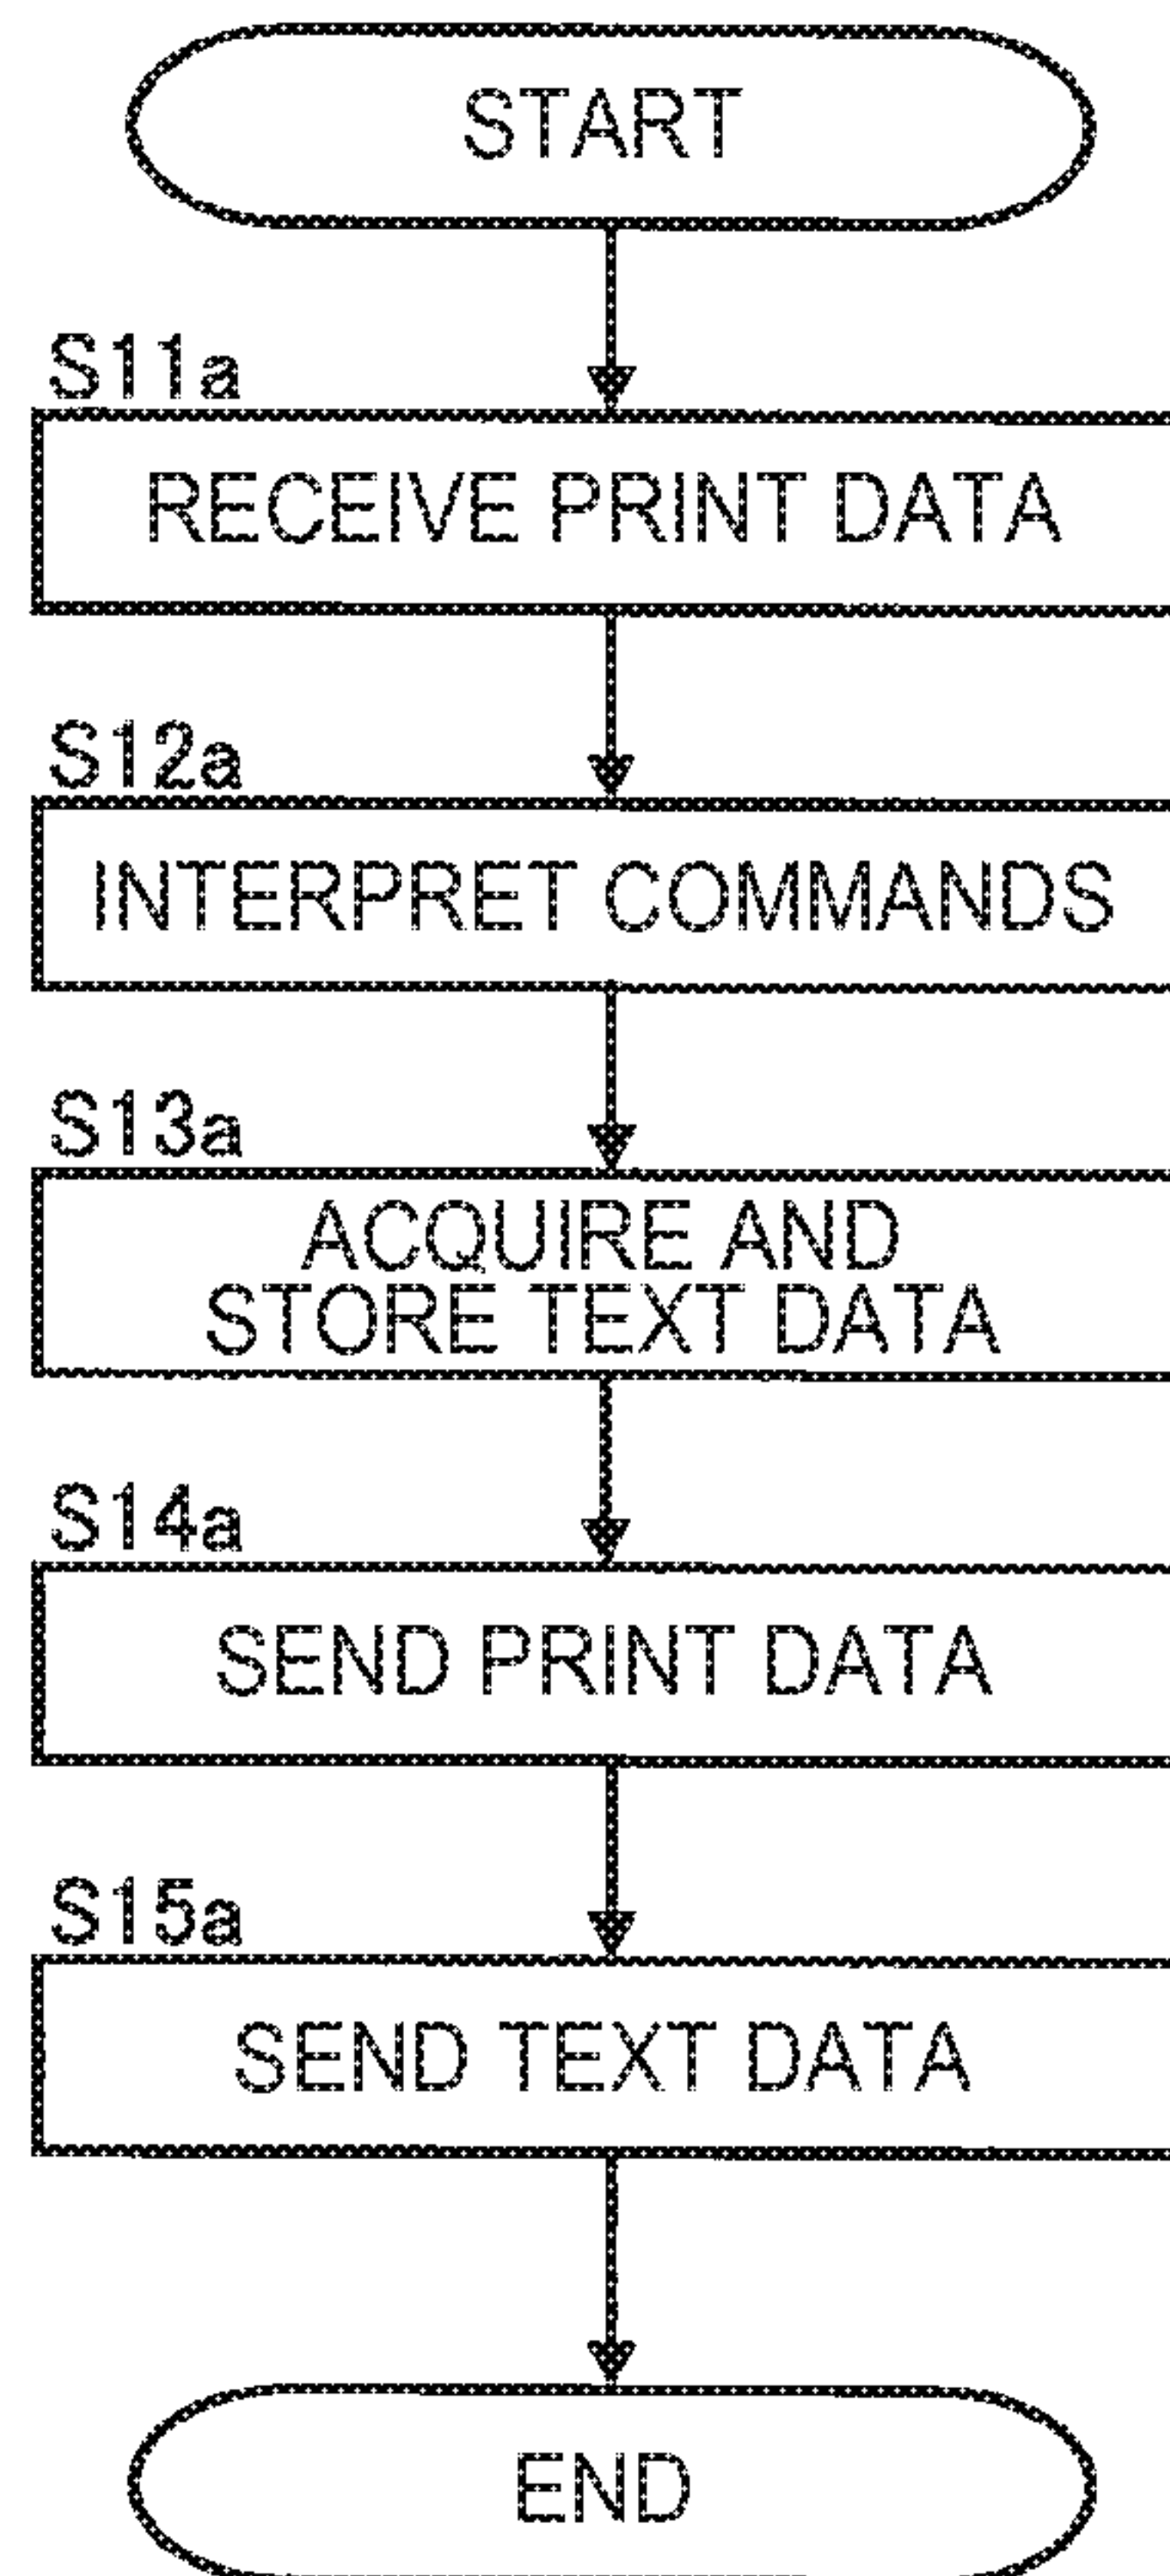 START
S11a
RECEIVE PRINT DATA
S12a
INTERPRET COMMANDS
S13a
ACQUIRE AND
STORE TEXT DATA
S14a
SEND PRINT DATA
S15a
SEND TEXT DATA
END